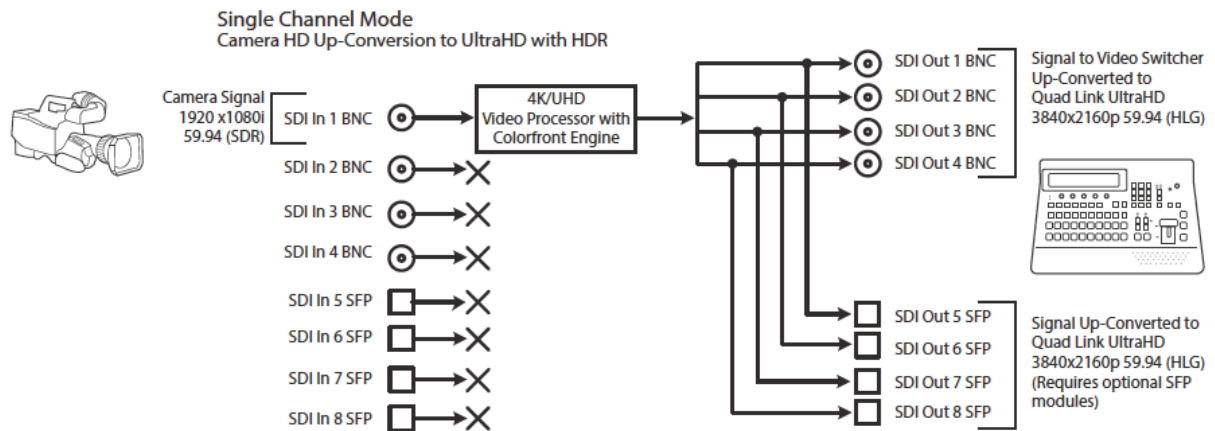 Single Channel Mode
Camera HD Up-Conversion to UltraHD with HDR
Camera Signal
1920 x1080i
59.94 (SDR)
SDI In 1 BNC
SDI In 2 BNC
SDI In 3 BNC
SDI In 4 BNC
SDI In 5 SFP
SDI In 6 SFP
SDI In 7 SFP
SDI In 8 SFP
4K/UHD
Video Processor with
Colorfront Engine
SDI Out 1 BNC
SDI Out 2 BNC
SDI Out 3 BNC
SDI Out 4 BNC
Signal to Video Switcher
Up-Converted to
Quad Link UltraHD
3840x2160p 59.94 (HLG)
SDI Out 5 SFP
SDI Out 6 SFP
SDI Out 7 SFP
SDI Out 8 SFP
Signal Up-Converted to
Quad Link UltraHD
3840x2160p 59.94 (HLG)
(Requires optional SFP
modules)